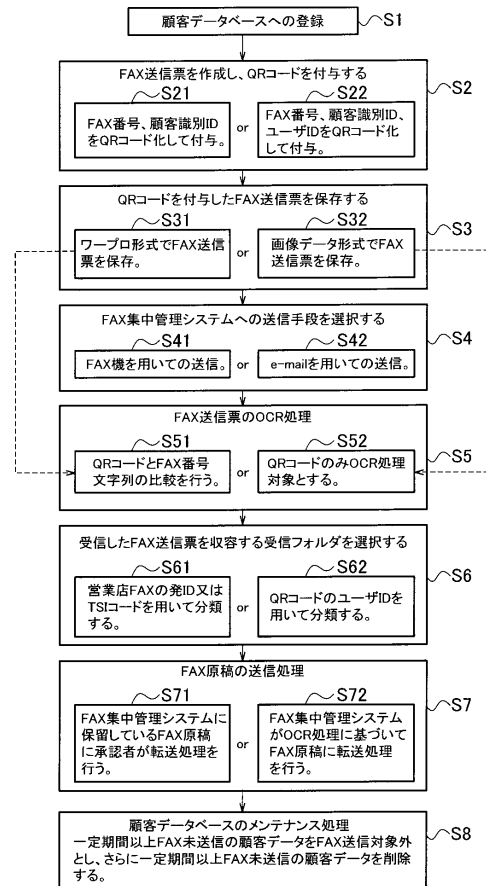 顧客データベースへの登録
S1
FAX送信票を作成し、QRコードを付与する
S2
S21
FAX番号、顧客識別ID
をQRコード化して付与。
or
S22
FAX番号、顧客識別ID、
ユーザIDをQRコード化
して付与。
QRコードを付与したFAX送信票を保存する
S3
S31
ワープロ形式でFAX送信
票を保存。
or
S32
画像データ形式でFAX
送信票を保存。
FAX集中管理システムへの送信手段を選択する
S4
S41
FAX機を用いての送信。
or
S42
e-mailを用いての送信。
FAX送信票のOCR処理
S5
S51
QRコードとFAX番号
文字列の比較を行う。
or
S52
QRコードのみOCR処理
対象とする。
受信したFAX送信票を収容する受信フォルダを選択する
S6
S61
営業店FAXの発ID又は
TSIコードを用いて分類
する。
or
S62
QRコードのユーザIDを
用いて分類する。
FAX原稿の送信処理
S7
S71
FAX集中管理システムに
保留しているFAX原稿
に承認者が転送処理を
行う。
or
S72
FAX集中管理システム
がOCR処理に基づいて
FAX原稿に転送処理
を行う。
顧客データベースのメンテナンス処理
一定期間以上FAX未送信の顧客データをFAX送信対象外
とし、さらに一定期間以上FAX未送信の顧客データを削除
する。
S8